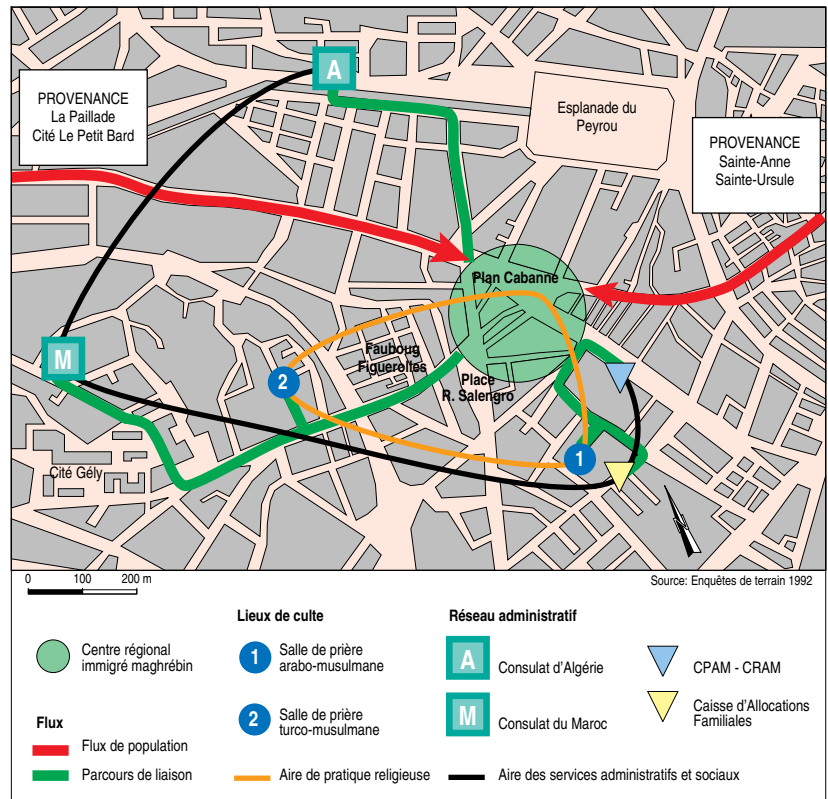 A
PROVENANCE
La Paillade
Cité Le Petit Bard
Esplanade du
Peyrou
PROVENANCE
Sainte-Anne
Sainte-Ursule
Plan Cabanne
M
2
Faubourg
Figuerolles
Place
R. Salengro
1
Cité Gély
N
0 100 200 m
Source: Enquêtes de terrain 1992
Lieux de culte
Réseau administratif
Centre régional
immigré maghrébin
1
Salle de prière
arabo-musulmane
A
Consulat d'Algérie
CPAM - CRAM
Flux
2
Salle de prière
turco-musulmane
M
Consulat du Maroc
Caisse d'Allocations
Familiales
Flux de population
Parcours de liaison
Aire de pratique religieuse
Aire des services administratifs et sociaux